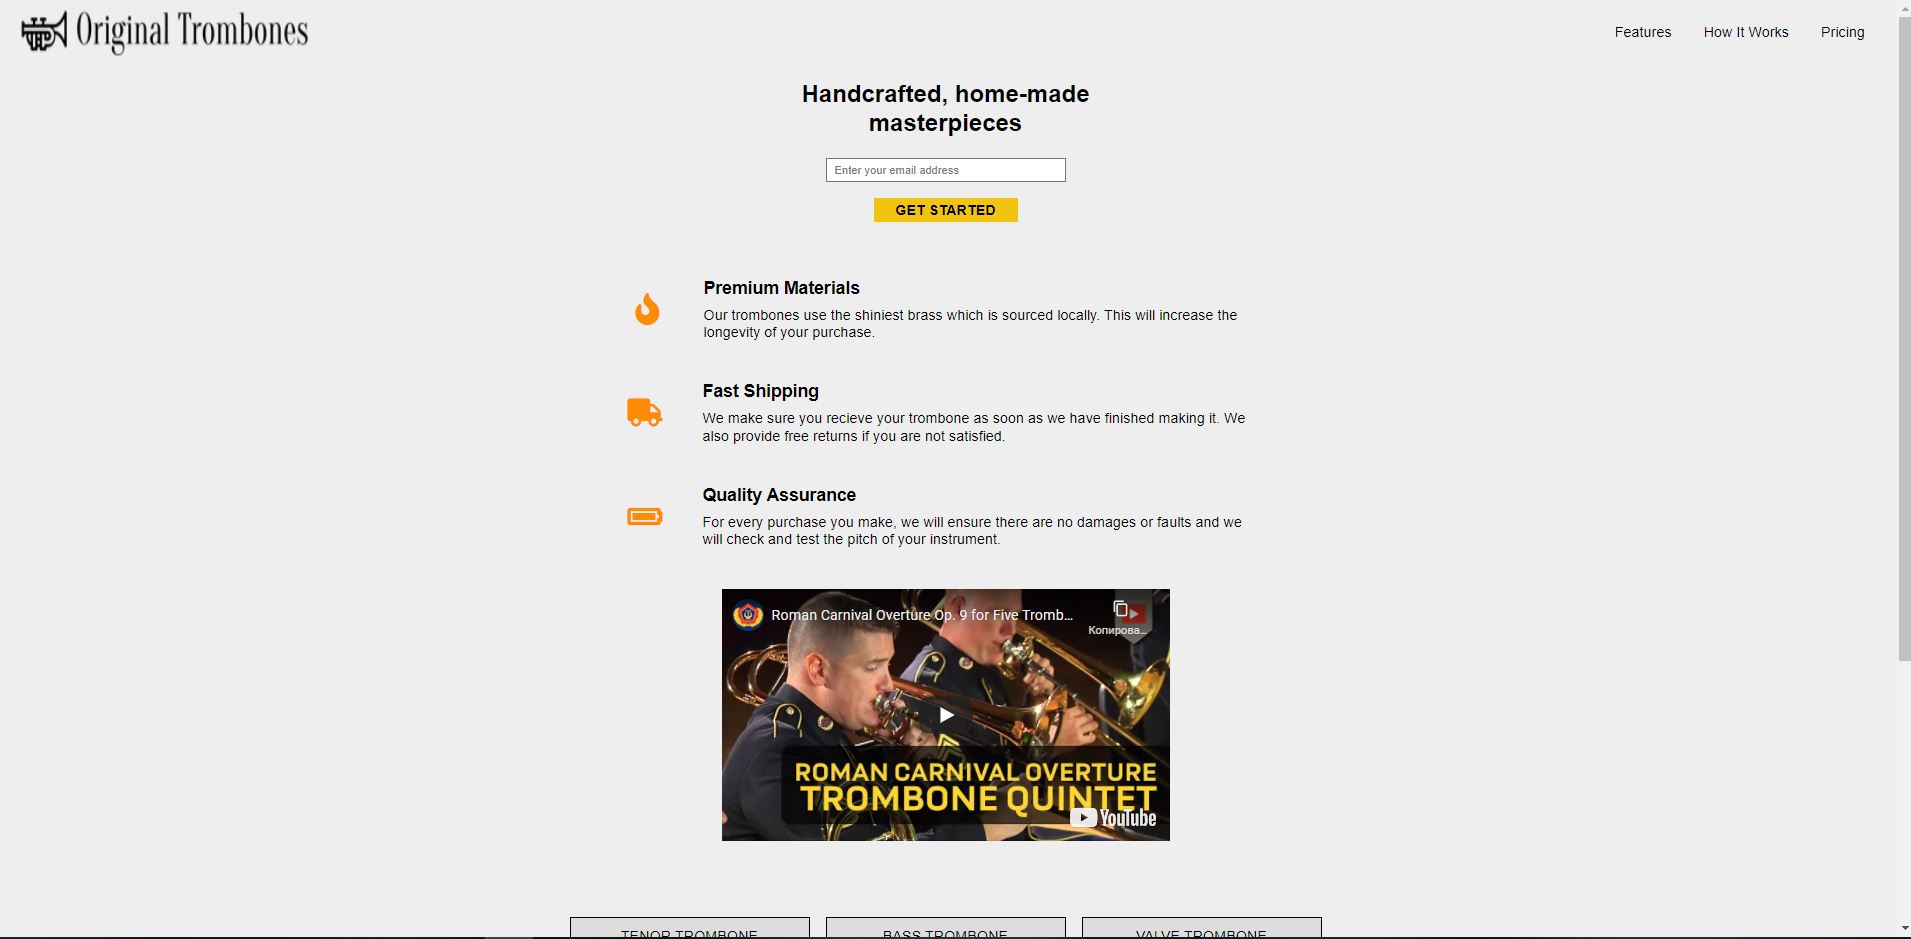 Original Trombones
Features
How It Works
Pricing
Handcrafted, home-made
masterpieces
Enter your email address
GET STARTED
Premium Materials
Our trombones use the shiniest brass which is sourced locally. This will increase the
longevity of your purchase.
Fast Shipping
We make sure you recieve your trombone as soon as we have finished making it. We
also provide free returns if you are not satisfied.
Quality Assurance
For every purchase you make, we will ensure there are no damages or faults and we
will check and test the pitch of your instrument.
Roman Carnival Overture Op. 9 for Five Tromb...
Копирова...
ROMAN CARNIVAL OVERTURE
TROMBONE QUINTET
YouTube
TENOR TROMBONE
BASS TROMBONE
VALVE TROMBONE